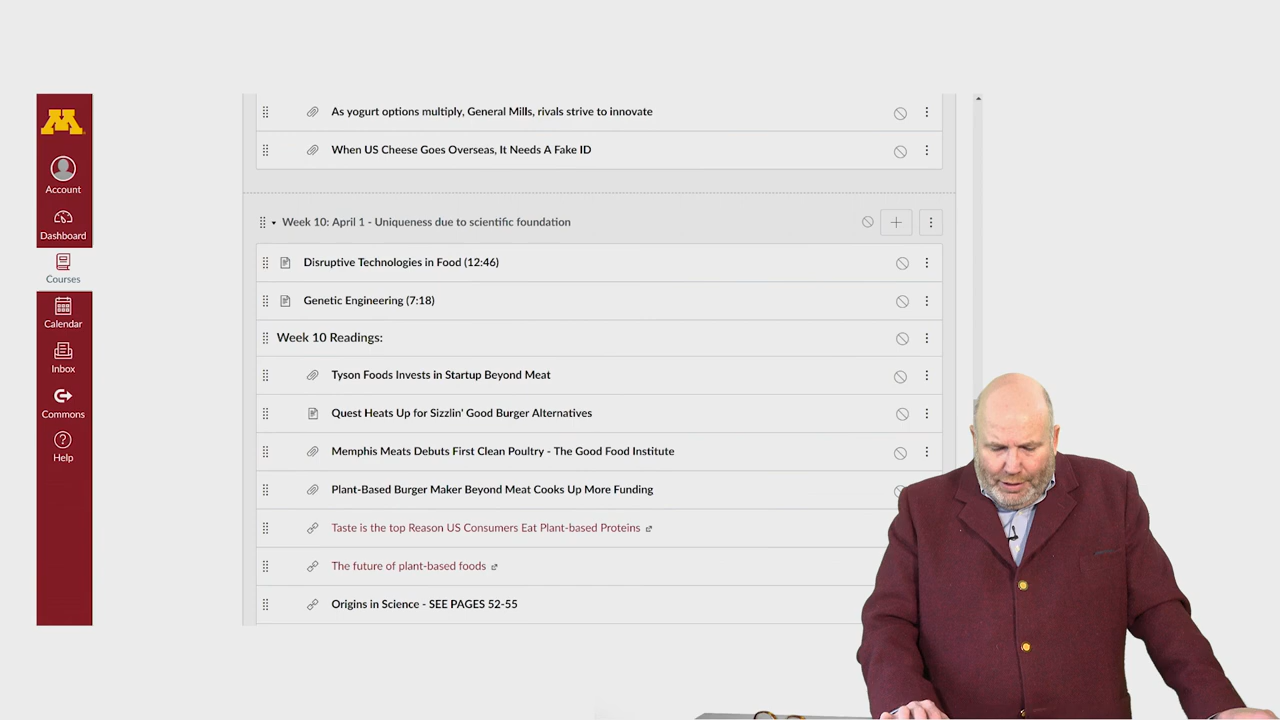 As yogurt options multiply, General Mills, rivals strive to innovate
When US Cheese Goes Overseas, It Needs A Fake ID
M
Account
Dashboard
Courses
Calendar
Inbox
Commons
Help
Week 10: April 1 - Uniqueness due to scientific foundation
Disruptive Technologies in Food (12:46)
Genetic Engineering (7:18)
Week 10 Readings:
Tyson Foods Invests in Startup Beyond Meat
Quest Heats Up for Sizzlin' Good Burger Alternatives
Memphis Meats Debuts First Clean Poultry - The Good Food Institute
Plant-Based Burger Maker Beyond Meat Cooks Up More Funding
Taste is the top Reason US Consumers Eat Plant-based Proteins
The future of plant-based foods
Origins in Science - SEE PAGES 52-55